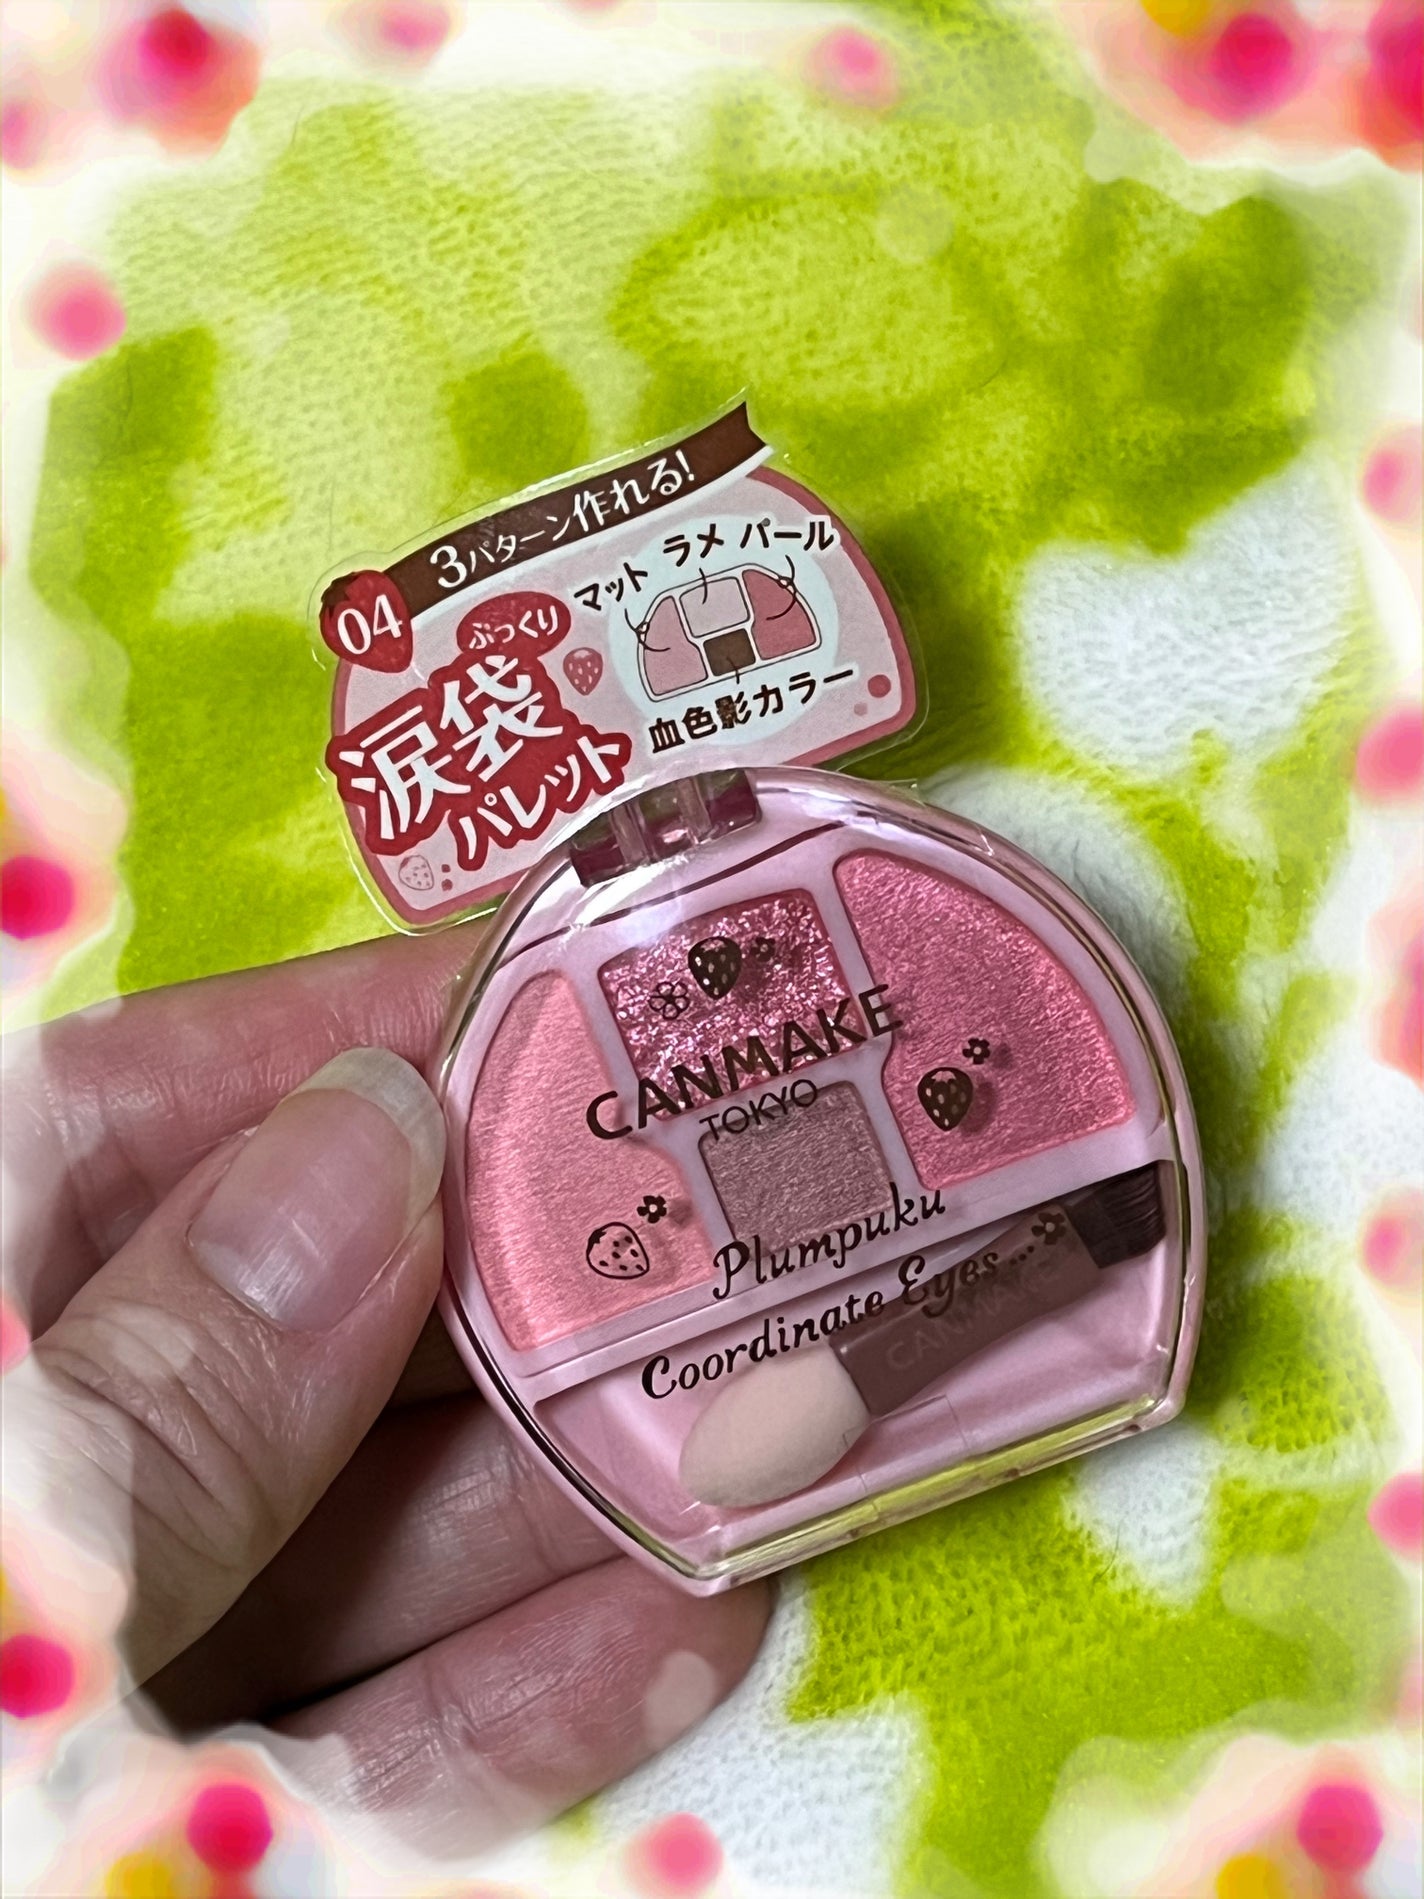 3パターン作れる!
04
ぷっくり
涙袋
パレット
マット ラメ パール
血色影カラー
CANMAKE
TOKYO
Plumpuku
Coordinate Eyes...
CANMAKE